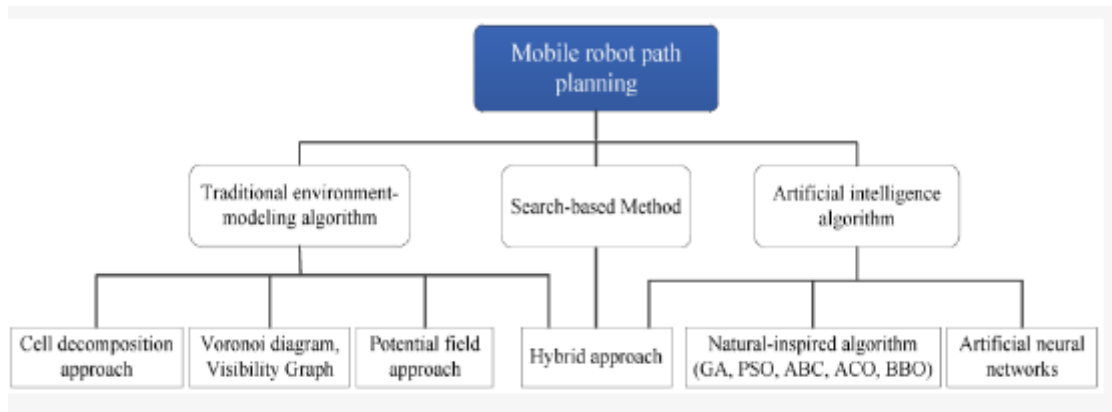 Mobile robot path
planning
Traditional environment-
modeling algorithm
Search-based Method
Artificial intelligence
algorithm
Cell decomposition
approach
Voronoi diagram,
Visibility Graph
Potential field
approach
Hybrid approach
Natural-inspired algorithm
(GA, PSO, ABC, ACO, BBO)
Artificial neural
networks